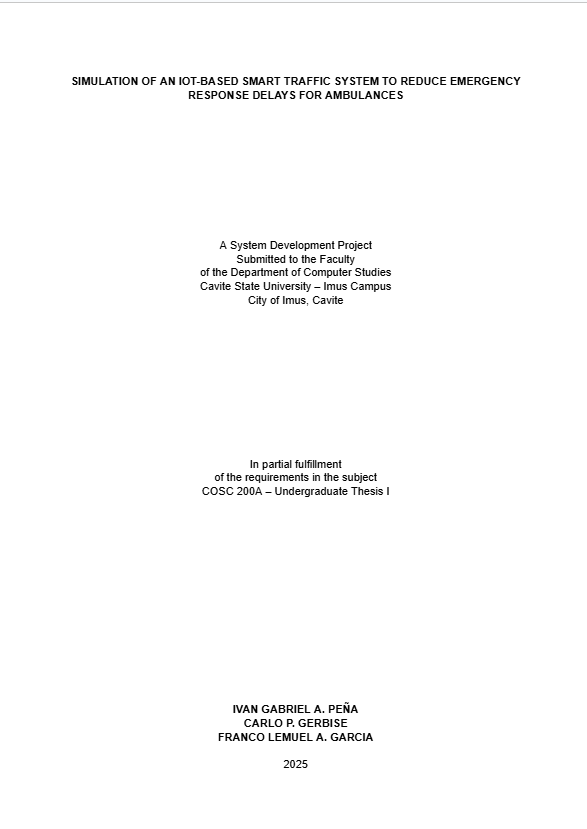 SIMULATION OF AN IOT-BASED SMART TRAFFIC SYSTEM TO REDUCE EMERGENCY
RESPONSE DELAYS FOR AMBULANCES
A System Development Project
Submitted to the Faculty
of the Department of Computer Studies
Cavite State University – Imus Campus
City of Imus, Cavite
In partial fulfillment
of the requirements in the subject
COSC 200A – Undergraduate Thesis I
IVAN GABRIEL A. PEÑA
CARLO P. GERBISE
FRANCO LEMUEL A. GARCIA
2025